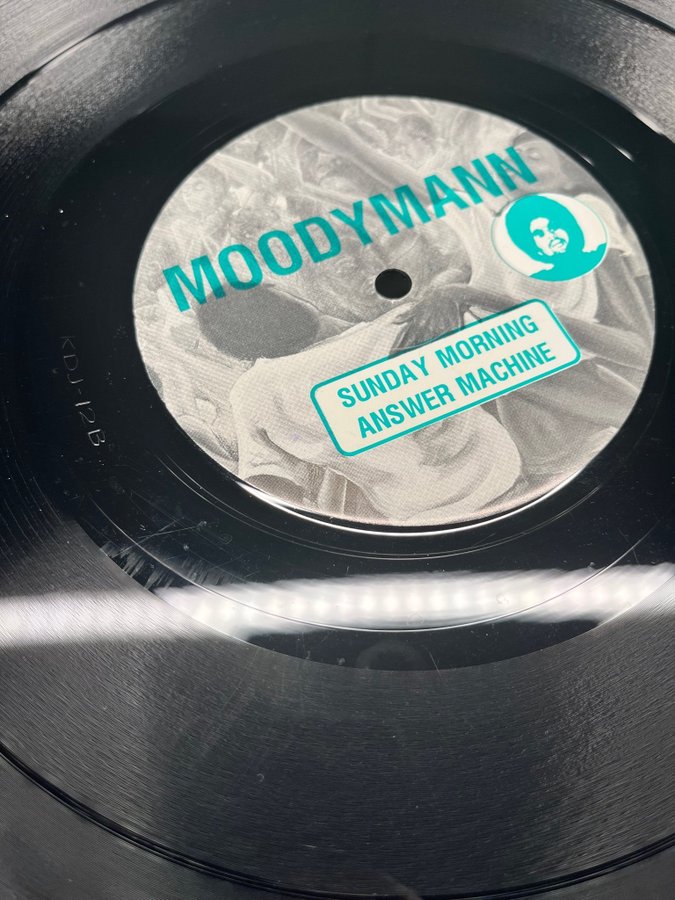 MOODYMANN
SUNDAY MORNING
ANSWER MACHINE
KDJ-12B